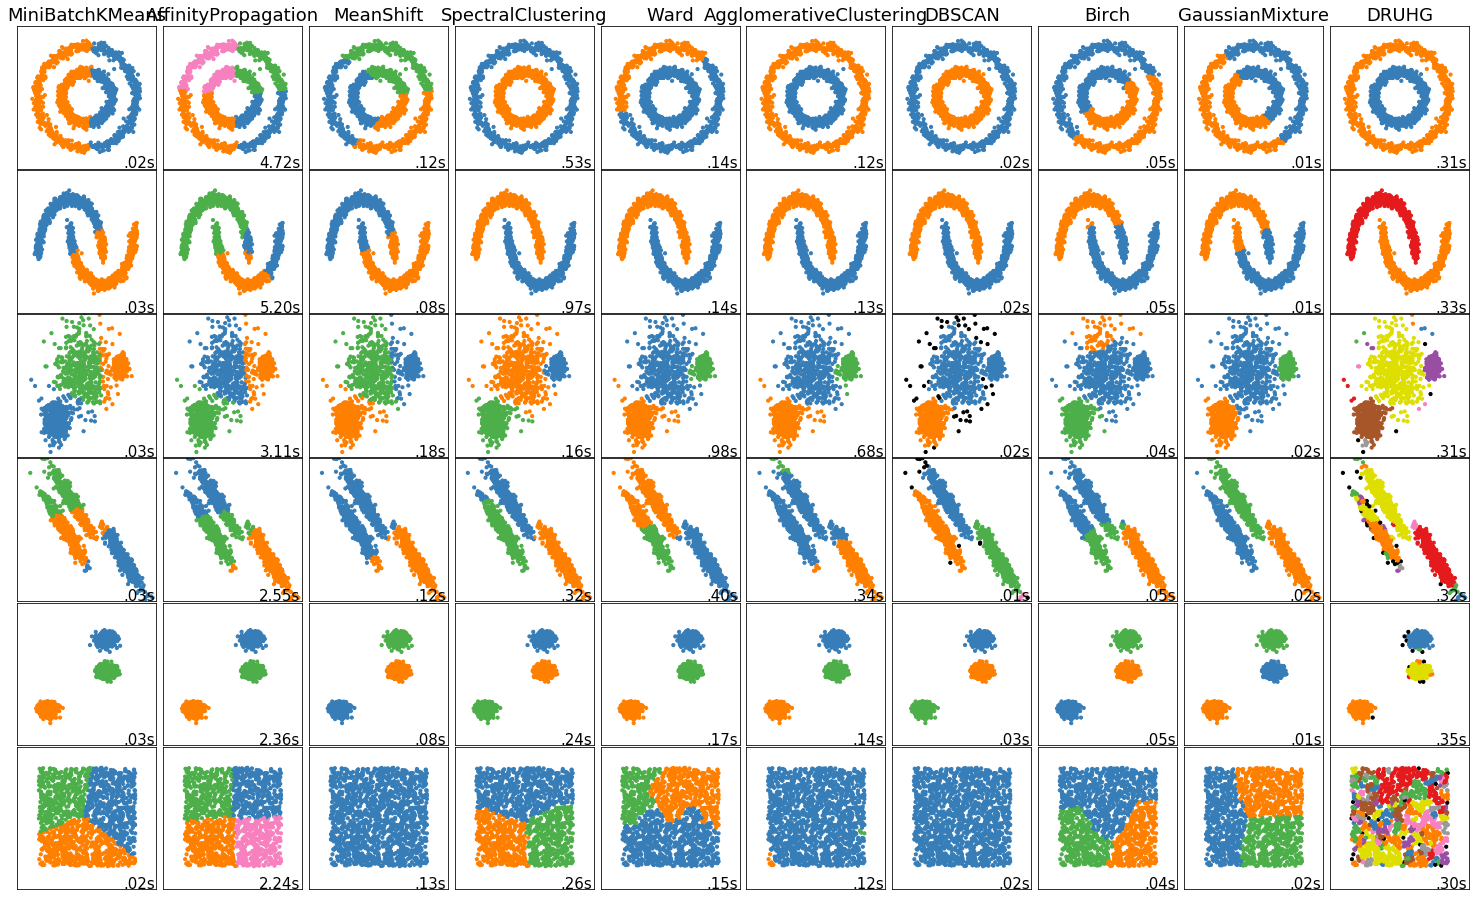 MiniBatchKMeans AffinityPropagation MeanShift SpectralClustering Ward AgglomerativeClustering DBSCAN Birch GaussianMixture DRUHG
.02s 4.72s .12s .53s .14s .12s .02s .05s .01s .31s
.03s 5.20s .08s .97s .14s .13s .02s .05s .01s .33s
.03s 3.11s .18s .16s .98s .68s .02s .04s .02s .31s
.03s 2.55s .12s .32s .40s .34s .01s .05s .02s .32s
.03s 2.36s .08s .24s .17s .14s .03s .05s .01s .35s
.02s 2.24s .13s .26s .15s .12s .02s .04s .02s .30s